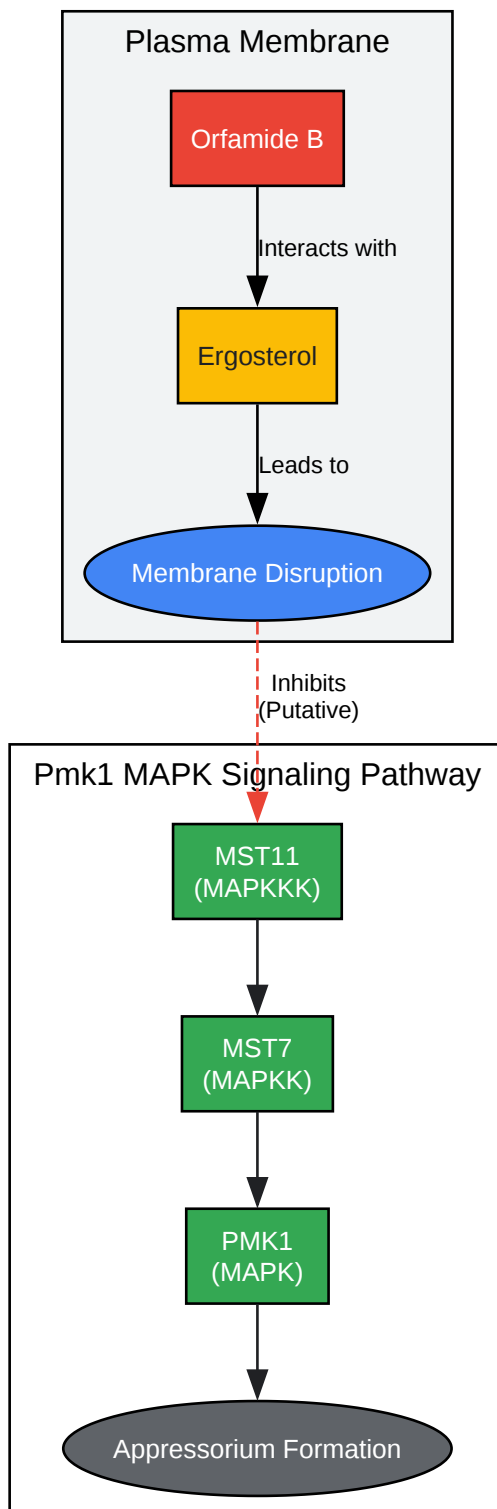 Plasma Membrane
Orfamide B
Interacts with
Ergosterol
Leads to
Membrane Disruption
Inhibits
(Putative)
Pmk1 MAPK Signaling Pathway
MST11
(MAPKKK)
MST7
(MAPKK)
PMK1
(MAPK)
Appressorium Formation